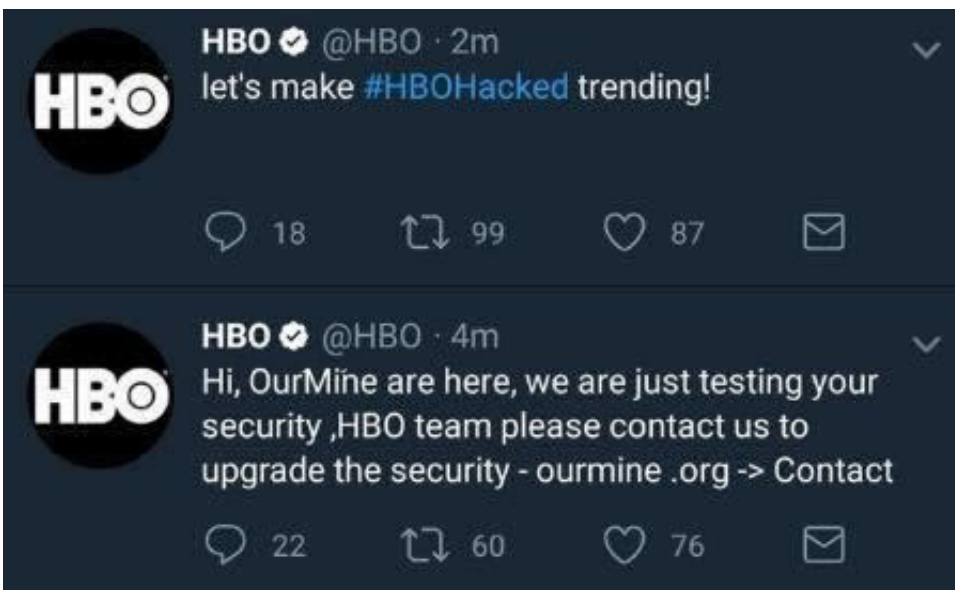 HBO
HBO @HBO · 2m
let's make #HBOHacked trending!
18 99 87
HBO
HBO @HBO · 4m
Hi, OurMine are here, we are just testing your
security ,HBO team please contact us to
upgrade the security - ourmine .org -> Contact
22 60 76